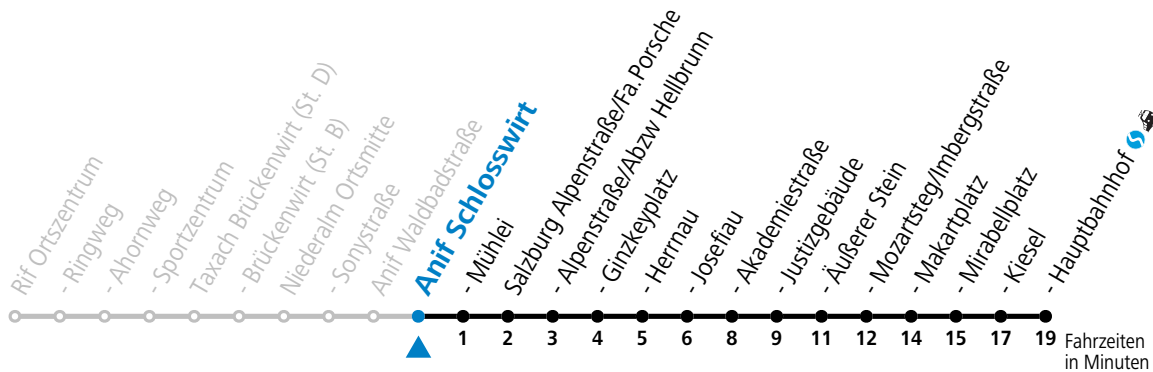 Rif Ortszentrum
- Ringweg
- Ahornweg
- Sportzentrum
Taxach Brückenwirt (St. D)
- Brückenwirt (St. B)
Niederalm Ortsmitte
- Sonystraße
Anif Waldbadstraße
Anif Schlosswirt
- Mühlei
Salzburg Alpenstraße/Fa. Porsche
- Alpenstraße/Abzw Hellbrunn
- Ginzkeyplatz
- Herrnau
- Josefiau
- Akademiestraße
- Justizgebäude
- Äußerer Stein
- Mozartsteg/Imbergstraße
- Makartplatz
- Mirabellplatz
- Kiesel
- Hauptbahnhof
1 2 3 4 5 6 8 9 11 12 14 15 17 19 Fahrzeiten
in Minuten